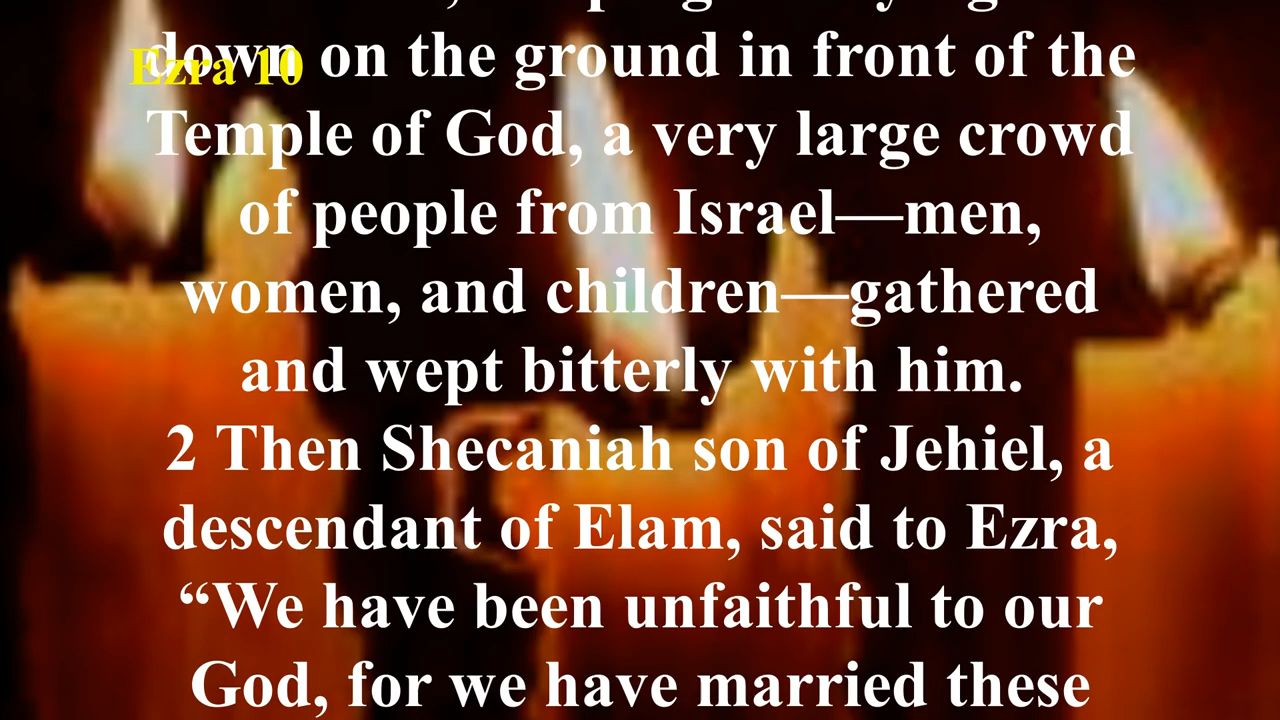 Ezra 10
down on the ground in front of the
Temple of God, a very large crowd
of people from Israel—men,
women, and children—gathered
and wept bitterly with him.
2 Then Shecaniah son of Jehiel, a
descendant of Elam, said to Ezra,
“We have been unfaithful to our
God, for we have married these